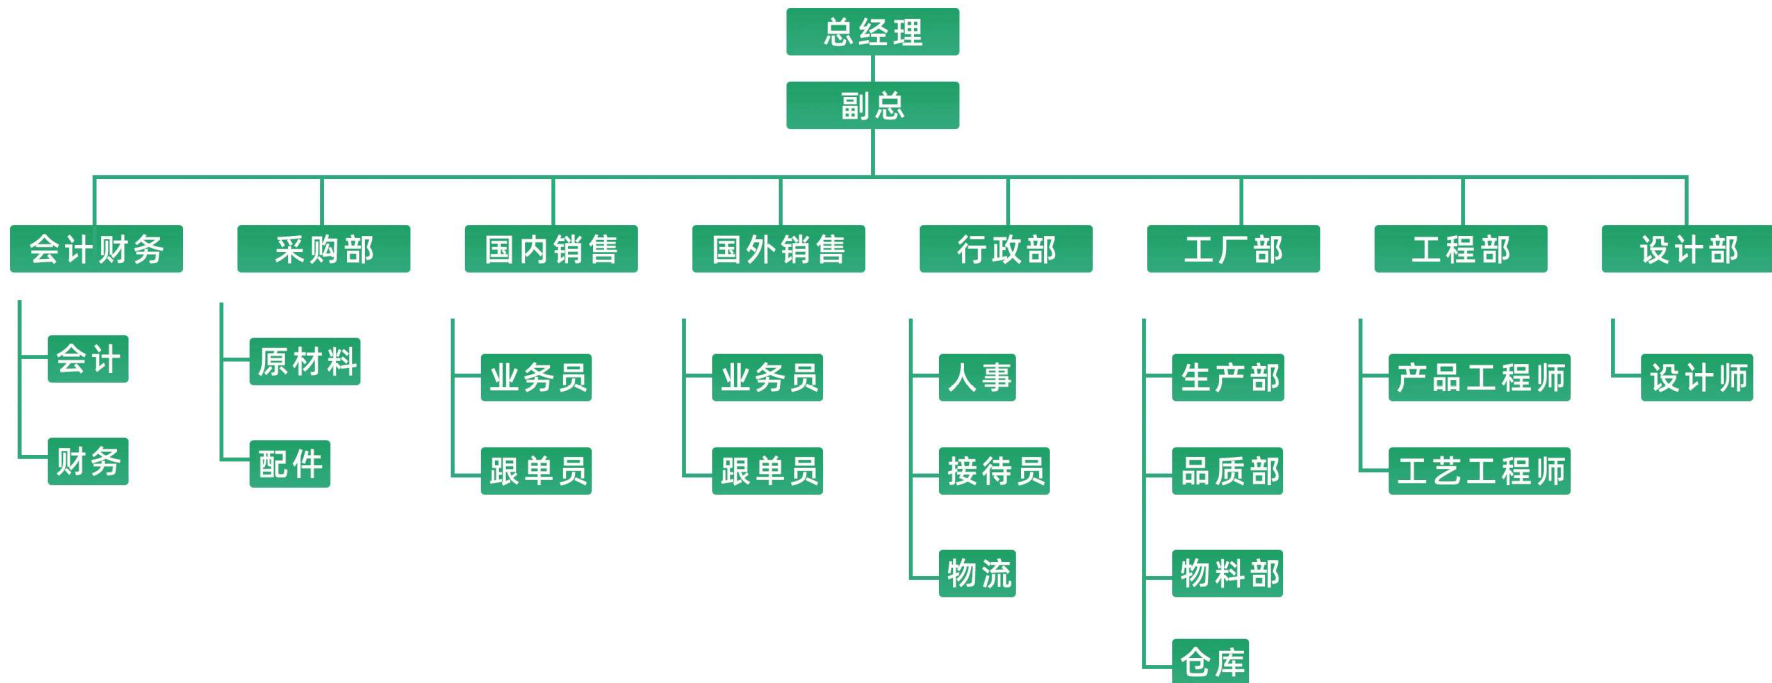 总经理
副总
会计财务
采购部
国内销售
国外销售
行政部
工厂部
工程部
设计部
会计
财务
原材料
配件
业务员
跟单员
业务员
跟单员
人事
接待员
物流
生产部
品质部
物料部
仓库
产品工程师
工艺工程师
设计师